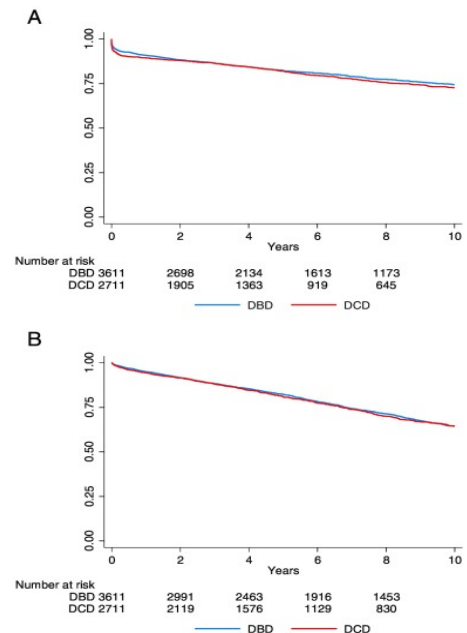 A
1.00
0.75
0.50
0.25
0.00
0 2 4 6 8 10
Years
Number at risk
DBD 3611 2698 2134 1613 1173
DCD 2711 1905 1363 919 645
DBD DCD
B
1.00
0.75
0.50
0.25
0.00
0 2 4 6 8 10
Years
Number at risk
DBD 3611 2991 2463 1916 1453
DCD 2711 2119 1576 1129 830
DBD DCD